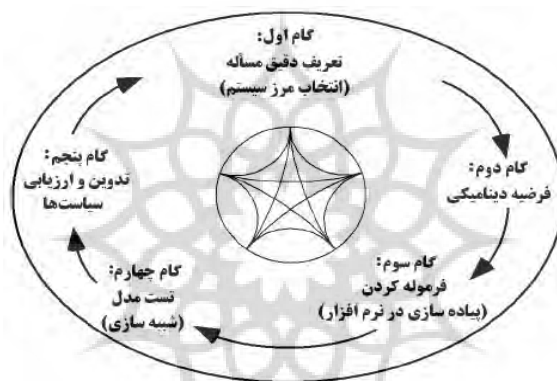 گام اول:
تعریف دقیق مسأله
(انتخاب مرز سیستم)
گام دوم:
فرضیه دینامیکی
گام سوم:
فرموله کردن
(پیاده سازی در نرم افزار)
گام چهارم:
تست مدل
(شبیه سازی)
گام پنجم:
تدوین و ارزیابی
سیاست‌ها